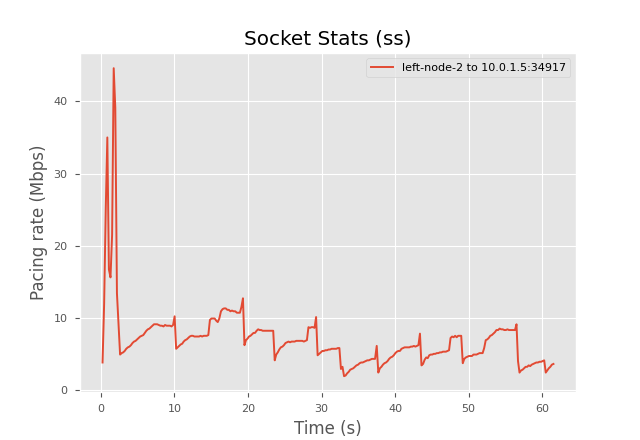 Socket Stats (ss)
left-node-2 to 10.0.1.5:34917
Pacing rate (Mbps)
40
30
20
10
0
0 10 20 30 40 50 60
Time (s)